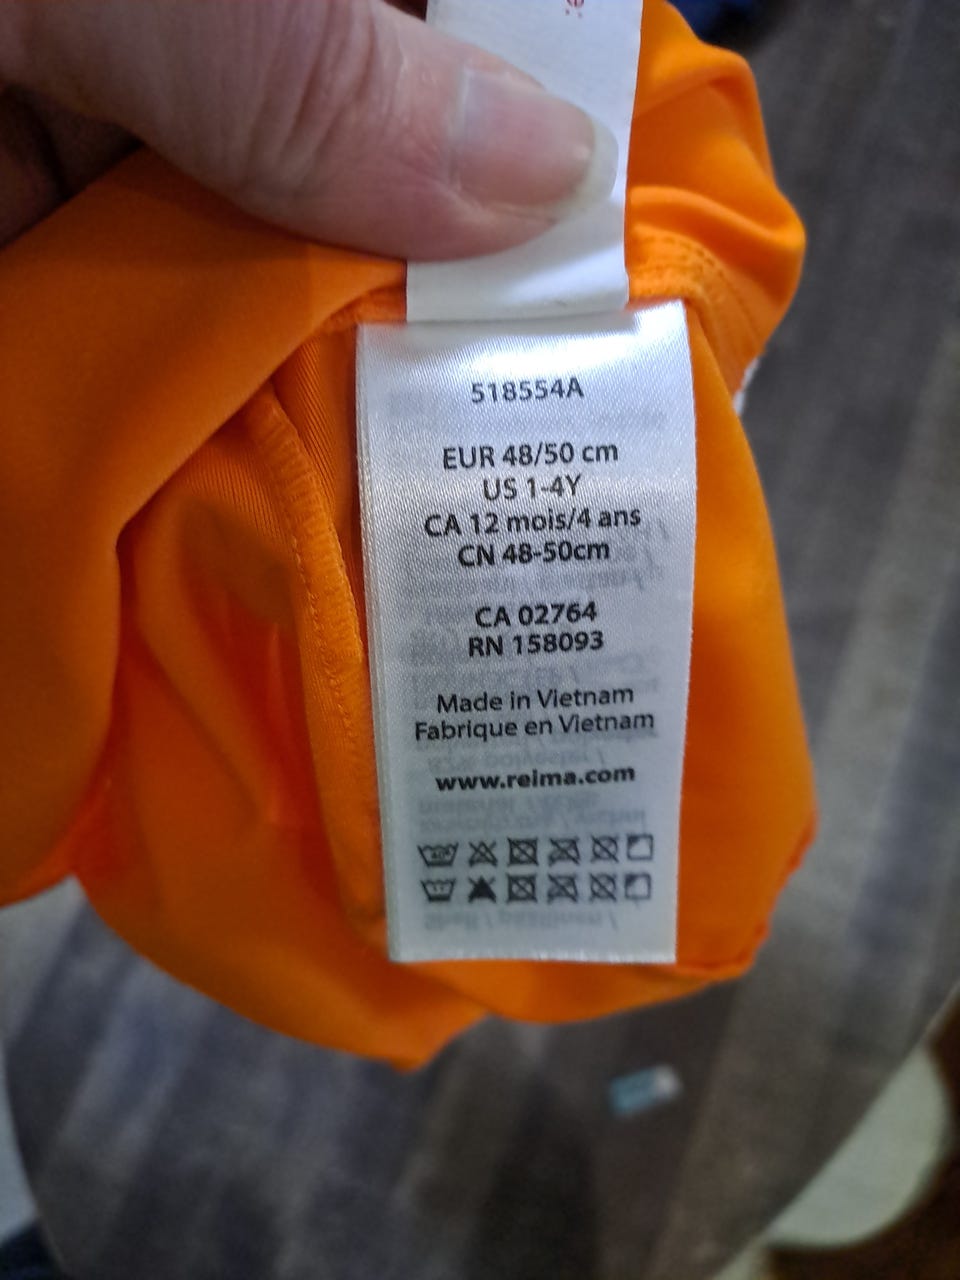 518554A
EUR 48/50 cm
US 1-4Y
CA 12 mois/4 ans
CN 48-50cm
CA 02764
RN 158093
Made in Vietnam
Fabrique en Vietnam
www.reima.com